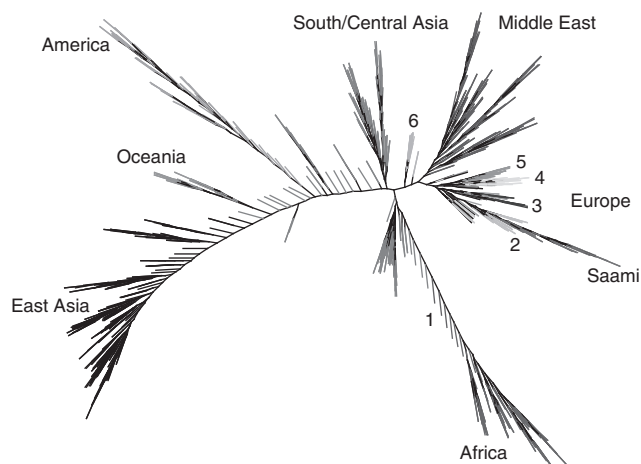 South/Central Asia
Middle East
America
6
Oceania
5
4
3
Europe
2
Saami
East Asia
1
Africa